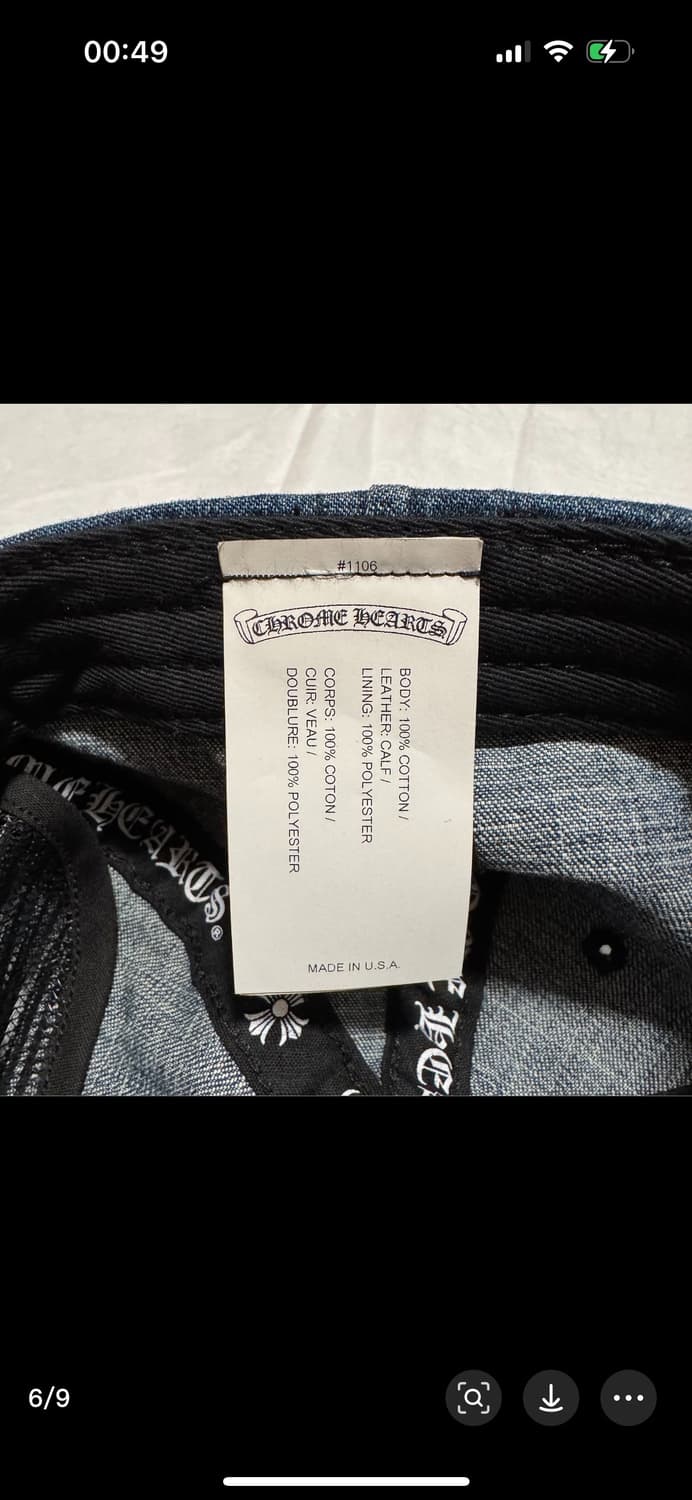 00:49
#1106
CHROME HEARTS
BODY: 100% COTTON /
LEATHER: CALF /
LINING: 100% POLYESTER
CORPS: 100% COTON /
CUIR: VEAU /
DOUBLURE: 100% POLYESTER
MADE IN U.S.A.
HEARTS®
6/9